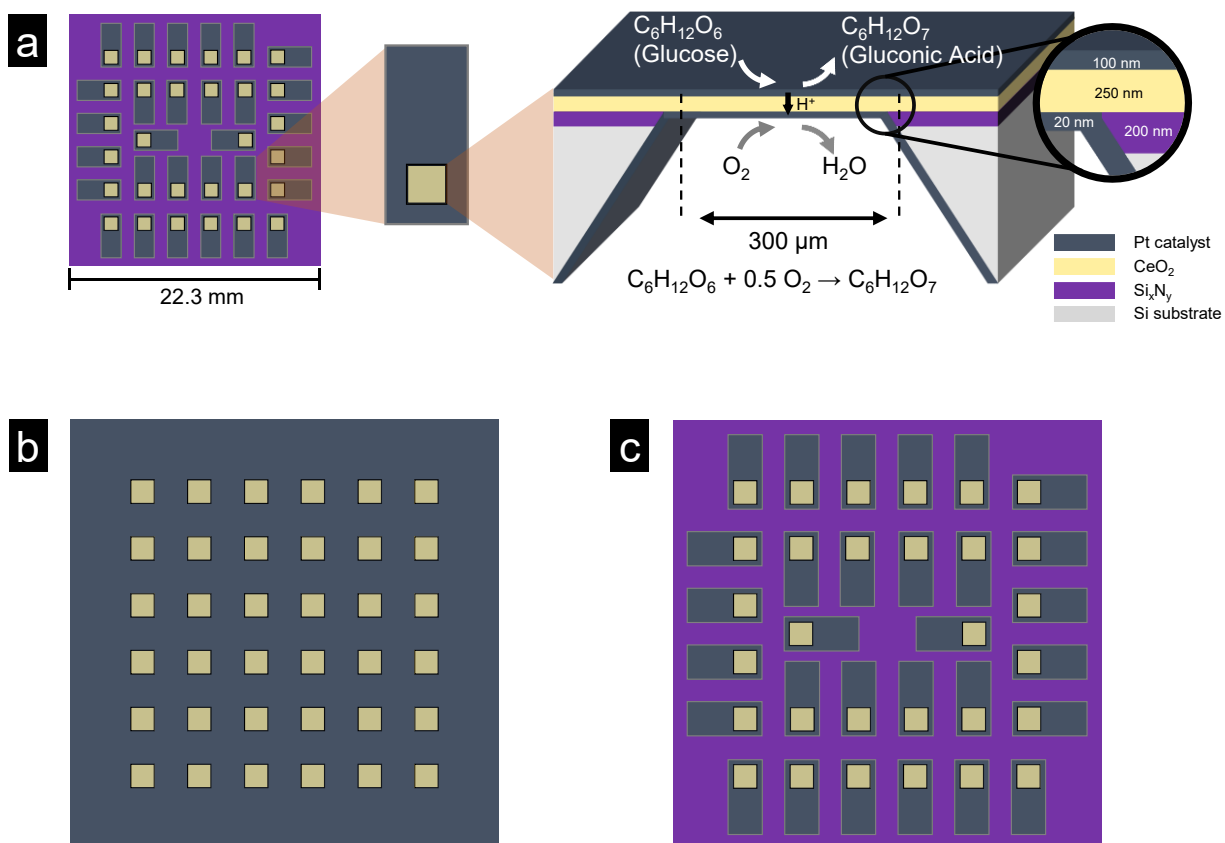 a
22.3 mm
C₆H₁₂O₆
(Glucose)
C₆H₁₂O₇
(Gluconic Acid)
H⁺
O₂
H₂O
300 µm
C₆H₁₂O₆ + 0.5 O₂ → C₆H₁₂O₇
100 nm
250 nm
20 nm
200 nm
Pt catalyst
CeO₂
SiₓNᵧ
Si substrate
b
c